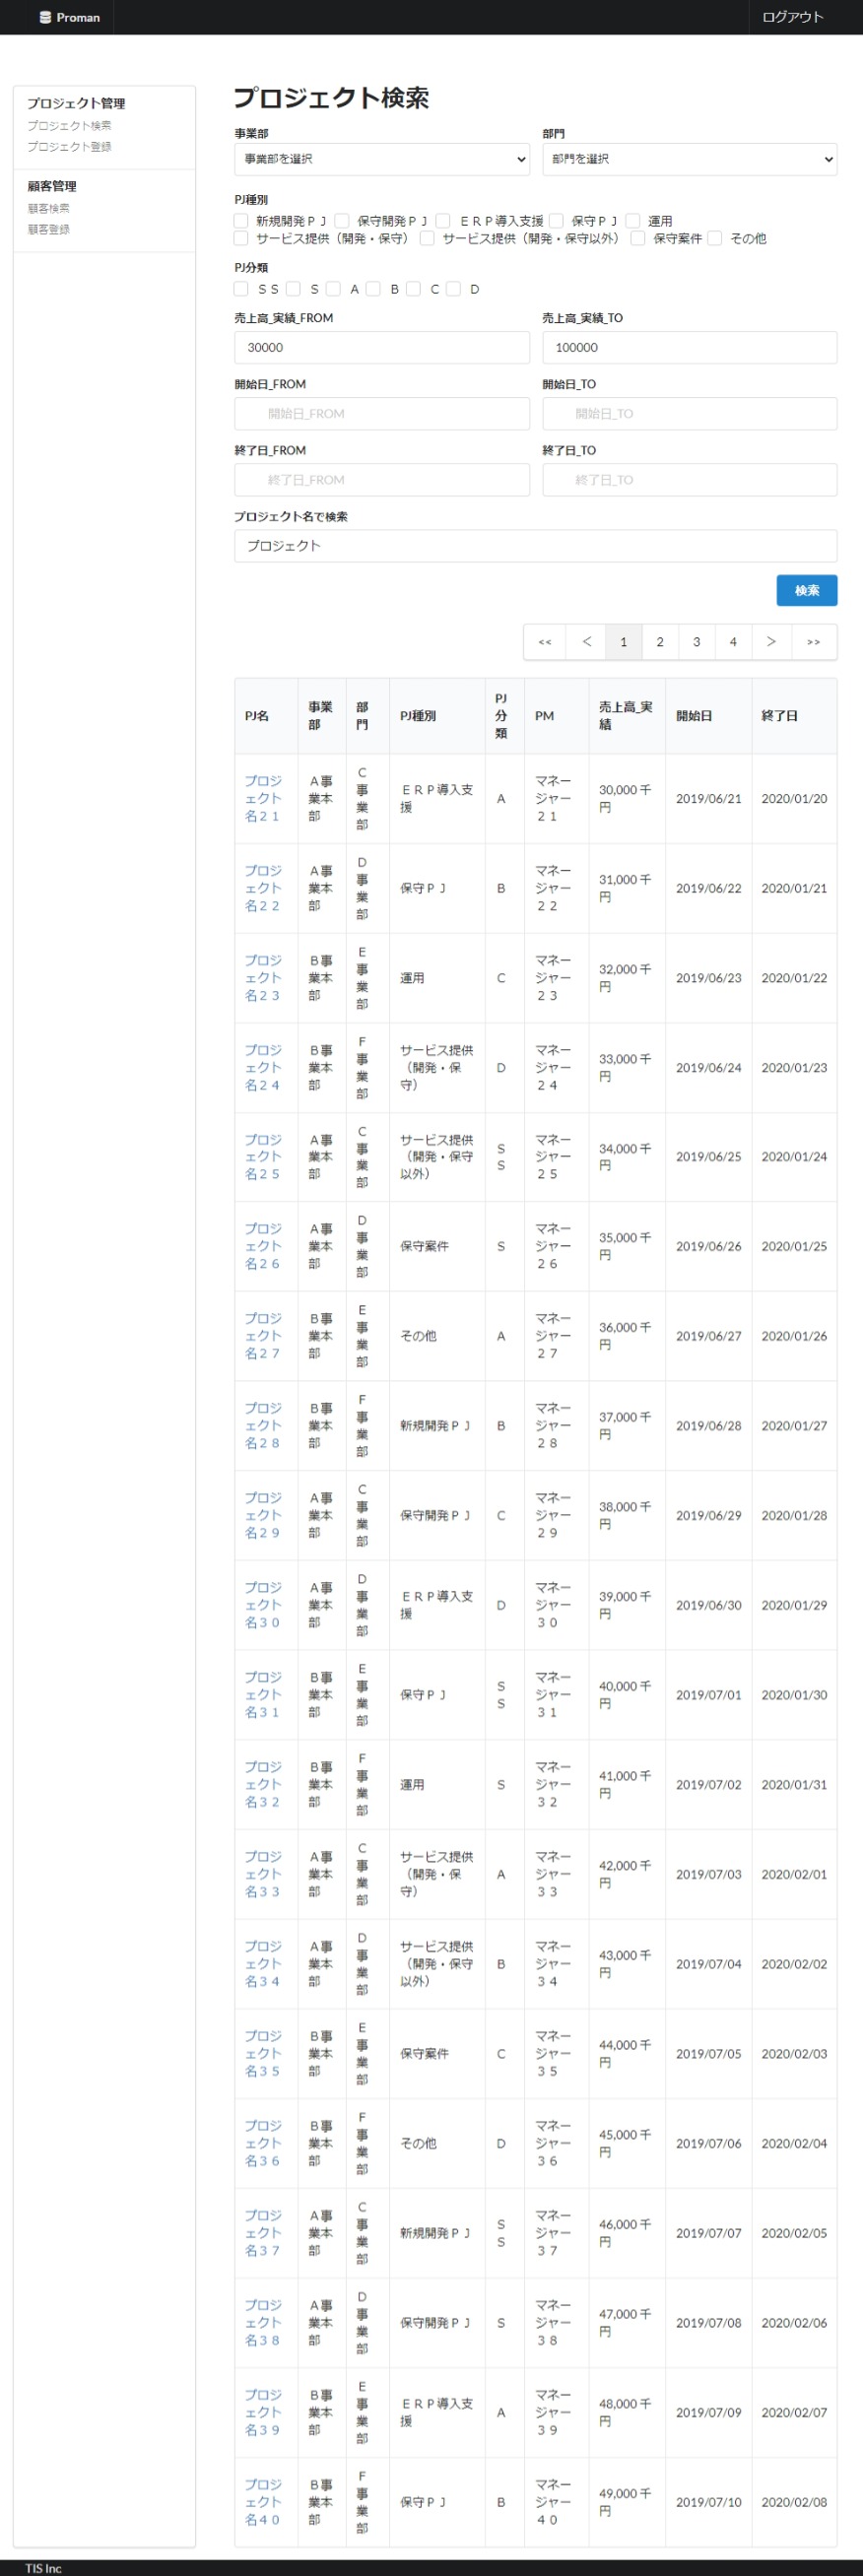 Proman ログアウト
プロジェクト管理
プロジェクト検索
プロジェクト登録
顧客管理
顧客検索
顧客登録
プロジェクト検索
事業部 部門
事業部を選択 部門を選択
PJ種別
新規開発ＰＪ 保守開発ＰＪ ＥＲＰ導入支援 保守ＰＪ 運用
サービス提供（開発・保守） サービス提供（開発・保守以外） 保守案件 その他
PJ分類
ＳＳ Ｓ Ａ Ｂ Ｃ Ｄ
売上高_実績_FROM 売上高_実績_TO
30000 100000
開始日_FROM 開始日_TO
開始日_FROM 開始日_TO
終了日_FROM 終了日_TO
終了日_FROM 終了日_TO
プロジェクト名で検索
プロジェクト
検索
<< < 1 2 3 4 > >>
PJ名 事業部 部門 PJ種別 PJ分類 PM 売上高_実績 開始日 終了日
プロジェクト名２１ Ａ事業本部 Ｃ事業部 ＥＲＰ導入支援 Ａ マネージャー２１ 30,000 千円 2019/06/21 2020/01/20
プロジェクト名２２ Ａ事業本部 Ｄ事業部 保守ＰＪ Ｂ マネージャー２２ 31,000 千円 2019/06/22 2020/01/21
プロジェクト名２３ Ｂ事業本部 Ｅ事業部 運用 Ｃ マネージャー２３ 32,000 千円 2019/06/23 2020/01/22
プロジェクト名２４ Ｂ事業本部 Ｆ事業部 サービス提供（開発・保守） Ｄ マネージャー２４ 33,000 千円 2019/06/24 2020/01/23
プロジェクト名２５ Ａ事業本部 Ｃ事業部 サービス提供（開発・保守以外） ＳＳ マネージャー２５ 34,000 千円 2019/06/25 2020/01/24
プロジェクト名２６ Ａ事業本部 Ｄ事業部 保守案件 Ｓ マネージャー２６ 35,000 千円 2019/06/26 2020/01/25
プロジェクト名２７ Ｂ事業本部 Ｅ事業部 その他 Ａ マネージャー２７ 36,000 千円 2019/06/27 2020/01/26
プロジェクト名２８ Ｂ事業本部 Ｆ事業部 新規開発ＰＪ Ｂ マネージャー２８ 37,000 千円 2019/06/28 2020/01/27
プロジェクト名２９ Ａ事業本部 Ｃ事業部 保守開発ＰＪ Ｃ マネージャー２９ 38,000 千円 2019/06/29 2020/01/28
プロジェクト名３０ Ａ事業本部 Ｄ事業部 ＥＲＰ導入支援 Ｄ マネージャー３０ 39,000 千円 2019/06/30 2020/01/29
プロジェクト名３１ Ｂ事業本部 Ｅ事業部 保守ＰＪ ＳＳ マネージャー３１ 40,000 千円 2019/07/01 2020/01/30
プロジェクト名３２ Ｂ事業本部 Ｆ事業部 運用 Ｓ マネージャー３２ 41,000 千円 2019/07/02 2020/01/31
プロジェクト名３３ Ａ事業本部 Ｃ事業部 サービス提供（開発・保守） Ａ マネージャー３３ 42,000 千円 2019/07/03 2020/02/01
プロジェクト名３４ Ａ事業本部 Ｄ事業部 サービス提供（開発・保守以外） Ｂ マネージャー３４ 43,000 千円 2019/07/04 2020/02/02
プロジェクト名３５ Ｂ事業本部 Ｅ事業部 保守案件 Ｃ マネージャー３５ 44,000 千円 2019/07/05 2020/02/03
プロジェクト名３６ Ｂ事業本部 Ｆ事業部 その他 Ｄ マネージャー３６ 45,000 千円 2019/07/06 2020/02/04
プロジェクト名３７ Ａ事業本部 Ｃ事業部 新規開発ＰＪ ＳＳ マネージャー３７ 46,000 千円 2019/07/07 2020/02/05
プロジェクト名３８ Ａ事業本部 Ｄ事業部 保守開発ＰＪ Ｓ マネージャー３８ 47,000 千円 2019/07/08 2020/02/06
プロジェクト名３９ Ｂ事業本部 Ｅ事業部 ＥＲＰ導入支援 Ａ マネージャー３９ 48,000 千円 2019/07/09 2020/02/07
プロジェクト名４０ Ｂ事業本部 Ｆ事業部 保守ＰＪ Ｂ マネージャー４０ 49,000 千円 2019/07/10 2020/02/08
TIS Inc